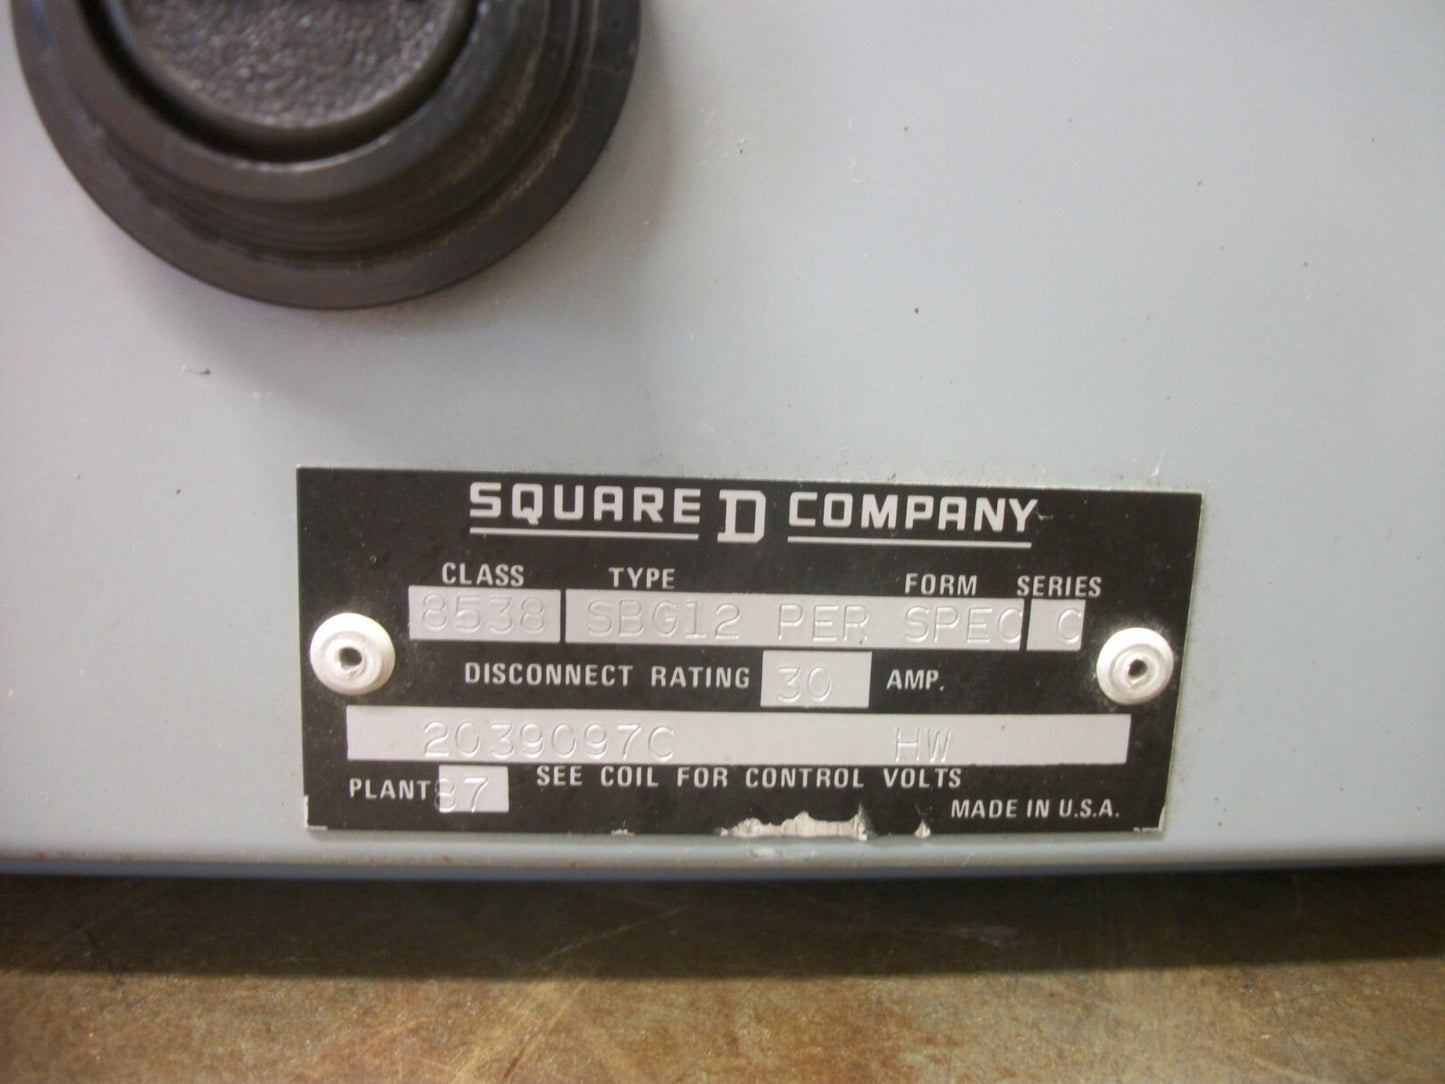 SQUARE D COMPANY
CLASS TYPE FORM SERIES
8538 SBG12 PER SPEC C
DISCONNECT RATING 30 AMP.
2039097C HW
SEE COIL FOR CONTROL VOLTS
PLANT 87
MADE IN U.S.A.